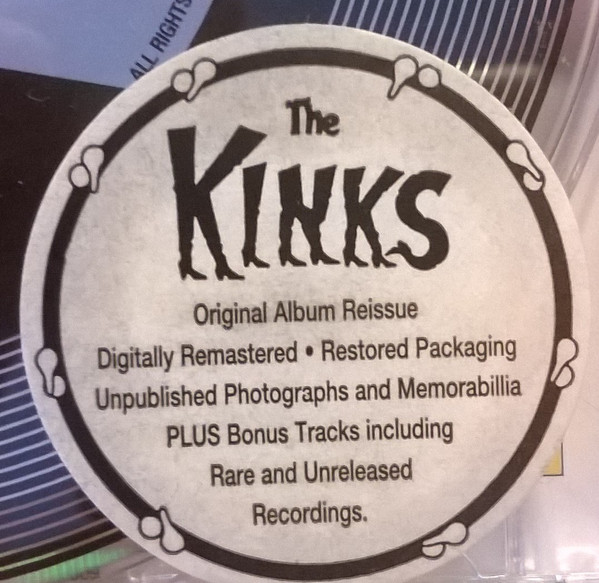 ALL RIGHTS
The
KINKS
Original Album Reissue
Digitally Remastered • Restored Packaging
Unpublished Photographs and Memorabillia
PLUS Bonus Tracks including
Rare and Unreleased
Recordings.